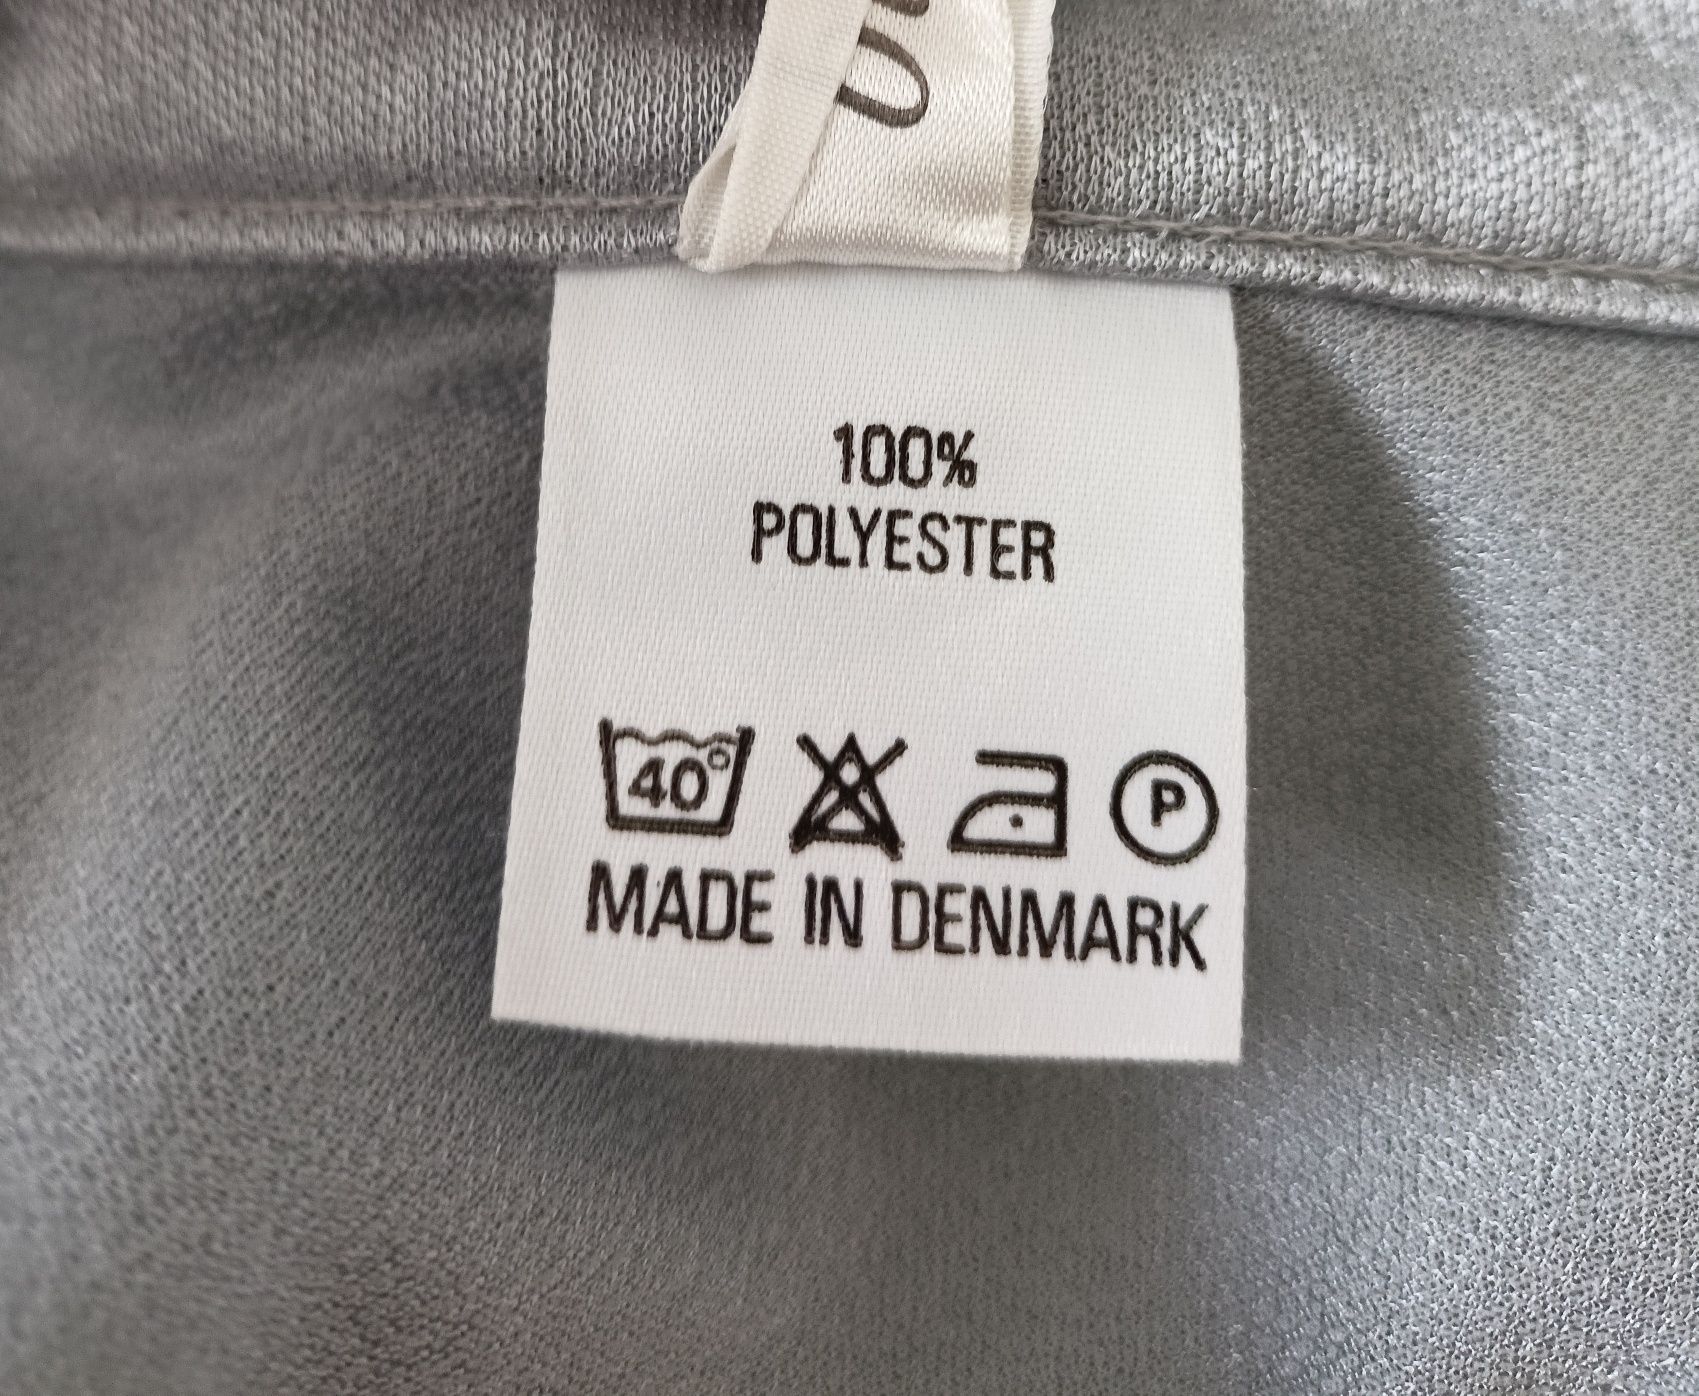 100%
POLYESTER
40°
P
MADE IN DENMARK